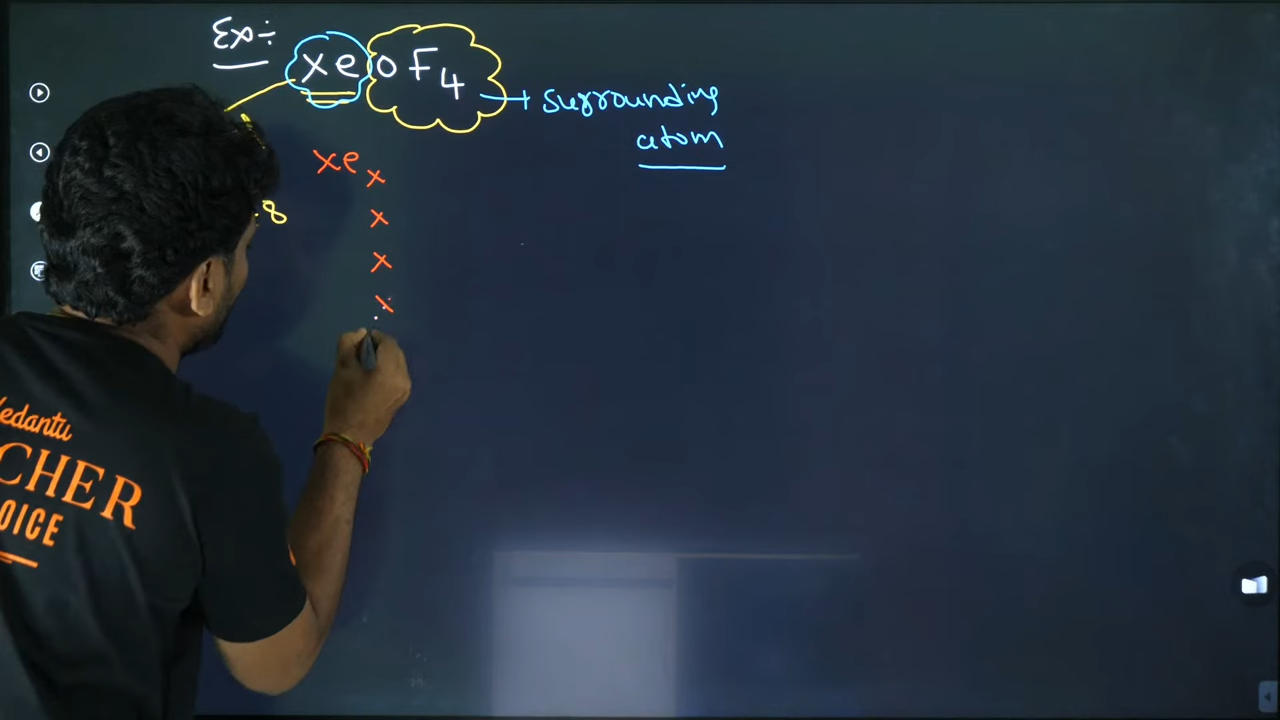 Ex:
xeoF4
surrounding
atom
xe x
x
x
x
8
edantu
CHER
OICE